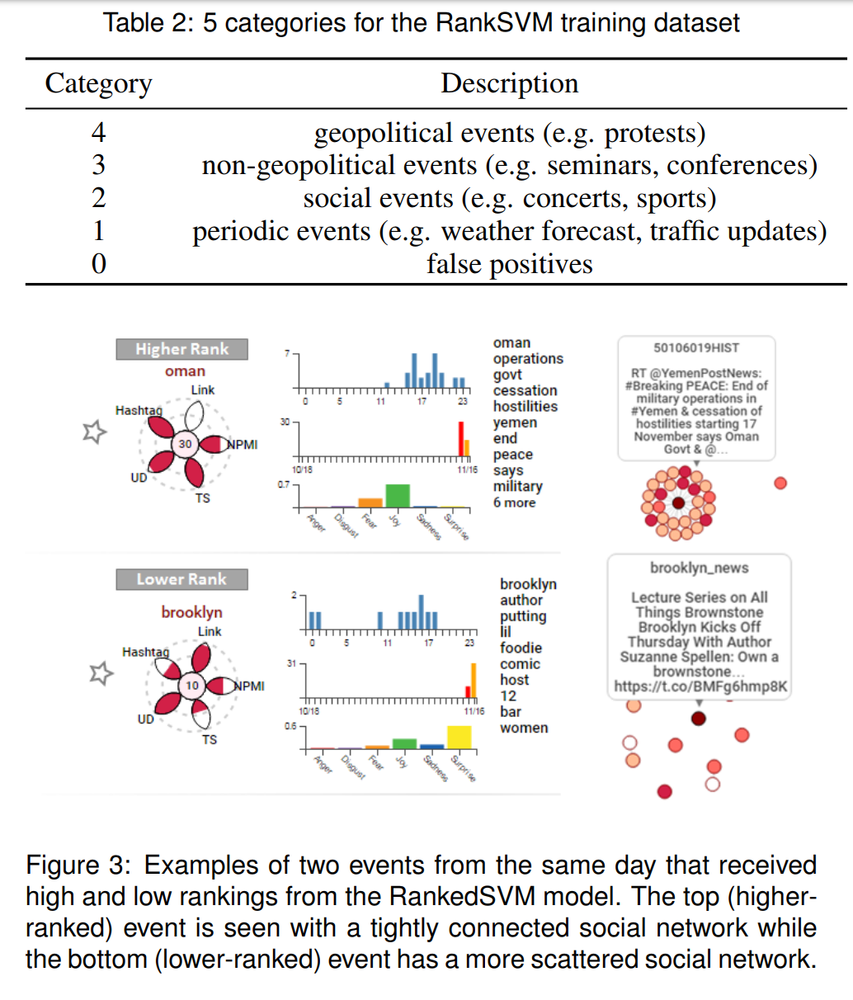 Table 2: 5 categories for the RankSVM training dataset
Category Description
4 geopolitical events (e.g. protests)
3 non-geopolitical events (e.g. seminars, conferences)
2 social events (e.g. concerts, sports)
1 periodic events (e.g. weather forecast, traffic updates)
0 false positives
Higher Rank
oman
Link
Hashtag
30
NPMI
UD
TS
7
0 5 11 17 23
30
10/18 11/16
0.7
Anger Disgust Fear Joy Sadness Surprise
oman
operations
govt
cessation
hostilities
yemen
end
peace
says
military
6 more
50106019HIST
RT @YemenPostNews:
#Breaking PEACE: End of
military operations in
#Yemen & cessation of
hostilities starting 17
November says Oman
Govt & @...
Lower Rank
brooklyn
Link
Hashtag
10
NPMI
UD
TS
2
0 5 11 17 23
31
10/18 11/16
0.6
Anger Disgust Fear Joy Sadness Surprise
brooklyn
author
putting
lil
foodie
comic
host
12
bar
women
brooklyn_news
Lecture Series on All
Things Brownstone
Brooklyn Kicks Off
Thursday With Author
Suzanne Spellen: Own a
brownstone...
https://t.co/BMFg6hmp8K
Figure 3: Examples of two events from the same day that received
high and low rankings from the RankedSVM model. The top (higher-
ranked) event is seen with a tightly connected social network while
the bottom (lower-ranked) event has a more scattered social network.